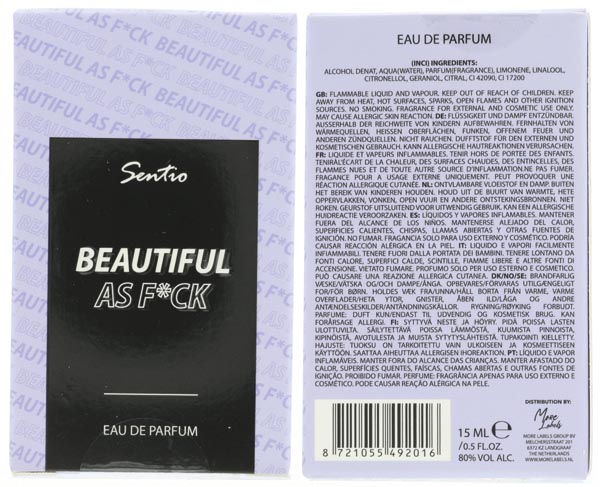 BEAUTIFUL AS F*CK BEAUTIFUL AS F*CK
Sentio
BEAUTIFUL
AS F*CK
EAU DE PARFUM
EAU DE PARFUM
(INCI) INGREDIENTS:
ALCOHOL DENAT, AQUA(WATER), PARFUM(FRAGRANCE), LIMONENE, LINALOOL,
CITRONELLOL, GERANIOL, CITRAL, CI 42090, CI 17200
GB: FLAMMABLE LIQUID AND VAPOUR. KEEP OUT OF REACH OF CHILDREN. KEEP
AWAY FROM HEAT, HOT SURFACES, SPARKS, OPEN FLAMES AND OTHER IGNITION
SOURCES. NO SMOKING. FRAGRANCE FOR EXTERNAL AND COSMETIC USE ONLY.
MAY CAUSE ALLERGIC SKIN REACTION. DE: FLÜSSIGKEIT UND DAMPF ENTZÜNDBAR.
AUSSERHALB DER REICHWEITE VON KINDERN AUFBEWAHREN. FERNHALTEN VON
WÄRMEQUELLEN, HEISSEN OBERFLÄCHEN, FUNKEN, OFFENEM FEUER UND
ANDEREN ZÜNDQUELLEN. NICHT RAUCHEN. DUFTSTOFF FÜR DEN EXTERNEN UND
KOSMETISCHEN GEBRAUCH. KANN ALLERGISCHE HAUTREAKTIONEN VERURSACHEN.
FR: LIQUIDE ET VAPEURS INFLAMMABLES. TENIR HORS DE PORTEE DES ENFANTS.
TENIRÀL'ÉCART DE LA CHALEUR, DES SURFACES CHAUDES, DES ENTINCELLES, DES
FLAMMES NUES ET DE TOUTE AUTRE SOURCE D'INFLAMMATION.NE PAS FUMER.
FRAGRANCE POUR A USAGE EXTERNE UNIQUEMENT. PEUT PROVOQUER UNE
RÉACTION ALLERGIQUE CUTANÉE. NL: ONTVLAMBARE VLOEISTOF EN DAMP. BUITEN
HET BEREIK VAN KINDEREN HOUDEN. HOUD UIT DE BUURT VAN WARMTE, HETE
OPPERVLAKKEN, VONKEN, OPEN VUUR EN ANDERE ONTSTEKINGSBRONNEN. NIET
ROKEN. GEURSTOF UITSLUITEND VOOR UITWENDIG GEBRUIK. KAN EEN ALLERGISCHE
HUIDREACTIE VEROORZAKEN. ES: LÍQUIDOS Y VAPORES INFLAMABLES. MANTENER
FUERA DEL ALCANCE DE LOS NIÑOS. MANTENERSE ALEJADO DEL CALOR,
SUPERFICIES CALIENTES, CHISPAS, LLAMAS ABIERTAS Y OTRAS FUENTES DE
IGNICIÓN. NO FUMAR. FRAGANCIA SOLO PARA USO EXTERNO Y COSMÉTICO. PODRÍA
CAUSAR REACCIÓN ALÉRGICA EN LA PIEL. IT: LIQUIDO E VAPORI FACILMENTE
INFIAMMABILI. TENERE FUORI DALLA PORTATA DEI BAMBINI. TENERE LONTANO DA
FONTI CALORE, SUPERFICI CALDE, SCINTILLE, FIAMME LIBERE E ALTRE FONTI DI
ACCENSIONE. VIETATO FUMARE. PROFUMO SOLO PER USO ESTERNO E COSMETICO.
PUÒ CAUSARE UNA REAZIONE ALLERGICA CUTANEA. DK/NO/SE: BRANDFARLIG
VÆSKE/VÄTSKA OG/OCH DAMPE/ÅNGA. OPBEVARES/FÖRVARAS UTILGÆNGELIGT
FOR/FÖR BØRN. HOLDES VÆK FRA/UNNA/HÅLL BORTA FRÅN VARME, VÄRME
OVERFLADER/HETA YTOR, GNISTER, ÅBEN ILD/LÅGA OG ANDRE
ANTÆNDELSESKILDER/ANTÄNDNINGSKÄLLOR. RYGNING/RØYKING FORBUDT.
PARFUME: DUFT KUN/ENDAST TIL UDVENDIG OG KOSMETISK BRUG. KAN
FORÅRSAGE ALLERGI. FI: SYTTYVÄ NESTE JA HÖYRY. PIDÄ POISSA LASTEN
ULOTTUVILTA. SÄILYTETTÄVÄ POISSA LÄMMÖSTÄ, KUUMISTA PINNOISTA,
KIPINÖISTÄ, AVOTULESTA JA MUISTA SYTYTYSLÄHTEISTÄ. TUPAKOINTI KIELLETTY.
HAJUSTE: TUOKSU ON TARKOITETTU VAIN ULKOISEEN JA KOSMEETTISEEN
KÄYTTÖÖN. SAATTAA AIHEUTTAA ALLERGISEN IHOREAKTION. PT: LÍQUIDO E VAPOR
INFLAMÁVEIS. MANTER FORA DO ALCANCE DAS CRIANÇAS. MANTER AFASTADO DO
CALOR, SUPERFÍCIES QUENTES, FAÍSCAS, CHAMAS ABERTAS E OUTRAS FONTES DE
IGNIÇÃO. PROIBIDO FUMAR. PERFUME: FRAGRÂNCIA APENAS PARA USO EXTERNO E
COSMÉTICO. PODE CAUSAR REAÇÃO ALÉRGICA NA PELE.
8 721055 492016
15 ML ℮
/0.5 FL.OZ.
80% VOL ALC.
DISTRIBUTION BY:
More
Labels
MORE LABELS GROUP BV
MELCHERSSTRAAT 201
6372 KZ LANDGRAAF
THE NETHERLANDS
WWW.MORELABELS.NL